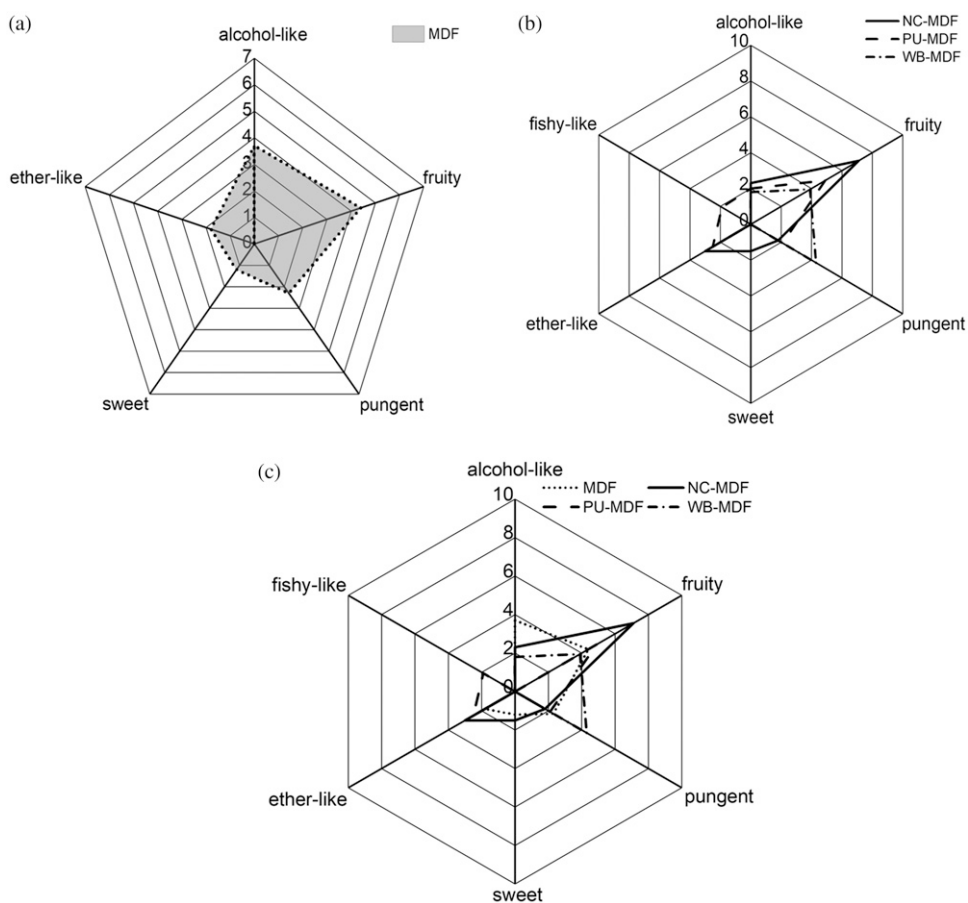 (a)
alcohol-like
MDF
7
6
5
4
3
2
1
0
ether-like
fruity
sweet
pungent
(b)
alcohol-like
NC-MDF
PU-MDF
WB-MDF
10
8
6
4
2
0
fishy-like
fruity
ether-like
pungent
sweet
(c)
alcohol-like
MDF NC-MDF
PU-MDF WB-MDF
10
8
6
4
2
0
fishy-like
fruity
ether-like
pungent
sweet